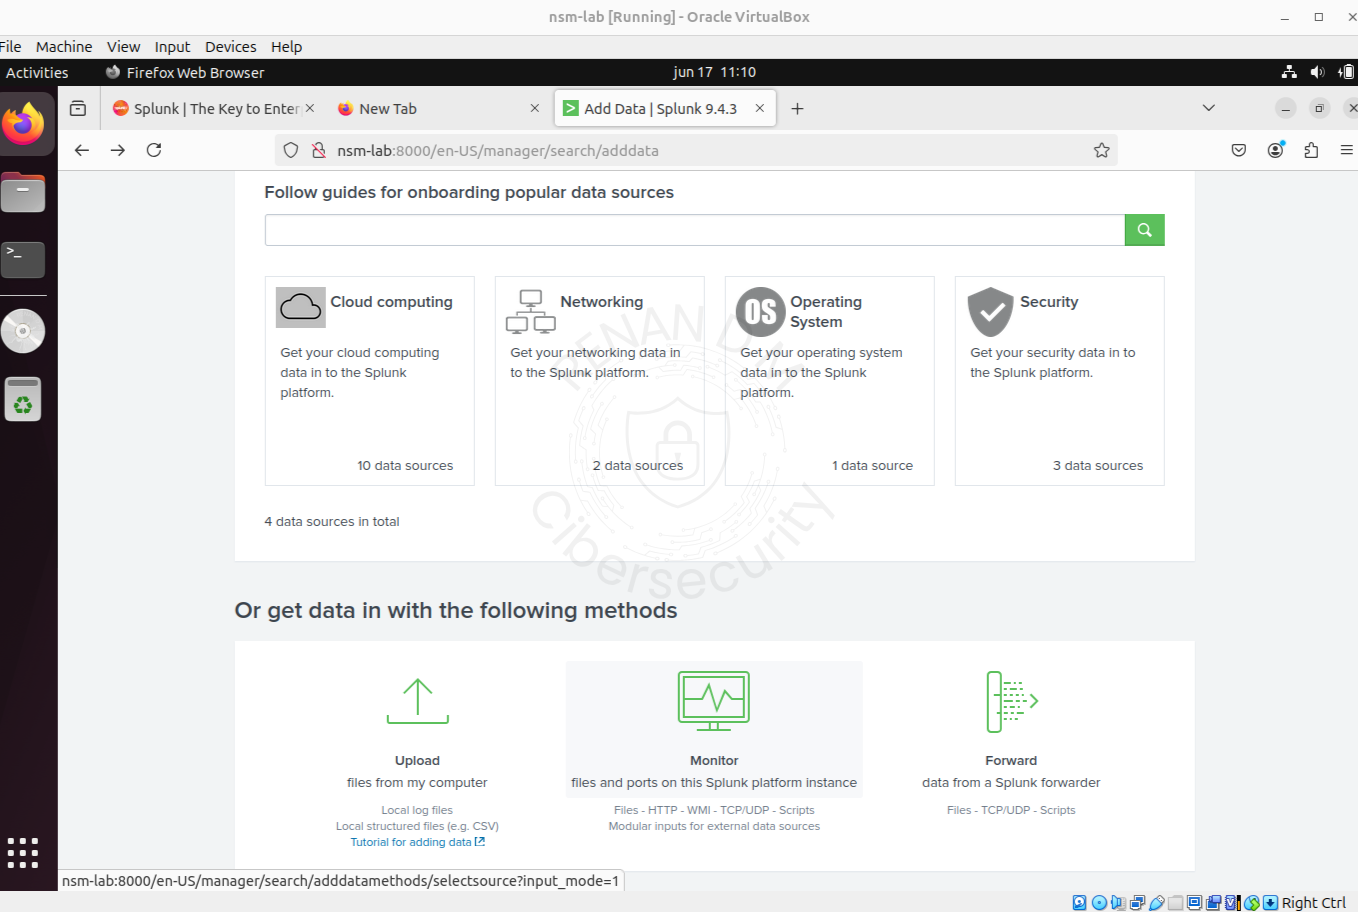 nsm-lab [Running] - Oracle VirtualBox
File Machine View Input Devices Help
Activities Firefox Web Browser jun 17 11:10
Splunk | The Key to Enter New Tab Add Data | Splunk 9.4.3
nsm-lab:8000/en-US/manager/search/adddata
Follow guides for onboarding popular data sources
Cloud computing
Get your cloud computing
data in to the Splunk
platform.
10 data sources
Networking
Get your networking data in
to the Splunk platform.
2 data sources
OS Operating
System
Get your operating system
data in to the Splunk
platform.
1 data source
Security
Get your security data in to
the Splunk platform.
3 data sources
4 data sources in total
Cibersecurity
Or get data in with the following methods
Upload
files from my computer
Local log files
Local structured files (e.g. CSV)
Tutorial for adding data
Monitor
files and ports on this Splunk platform instance
Files - HTTP - WMI - TCP/UDP - Scripts
Modular inputs for external data sources
Forward
data from a Splunk forwarder
Files - TCP/UDP - Scripts
nsm-lab:8000/en-US/manager/search/adddatamethods/selectsource?input_mode=1
Right Ctrl